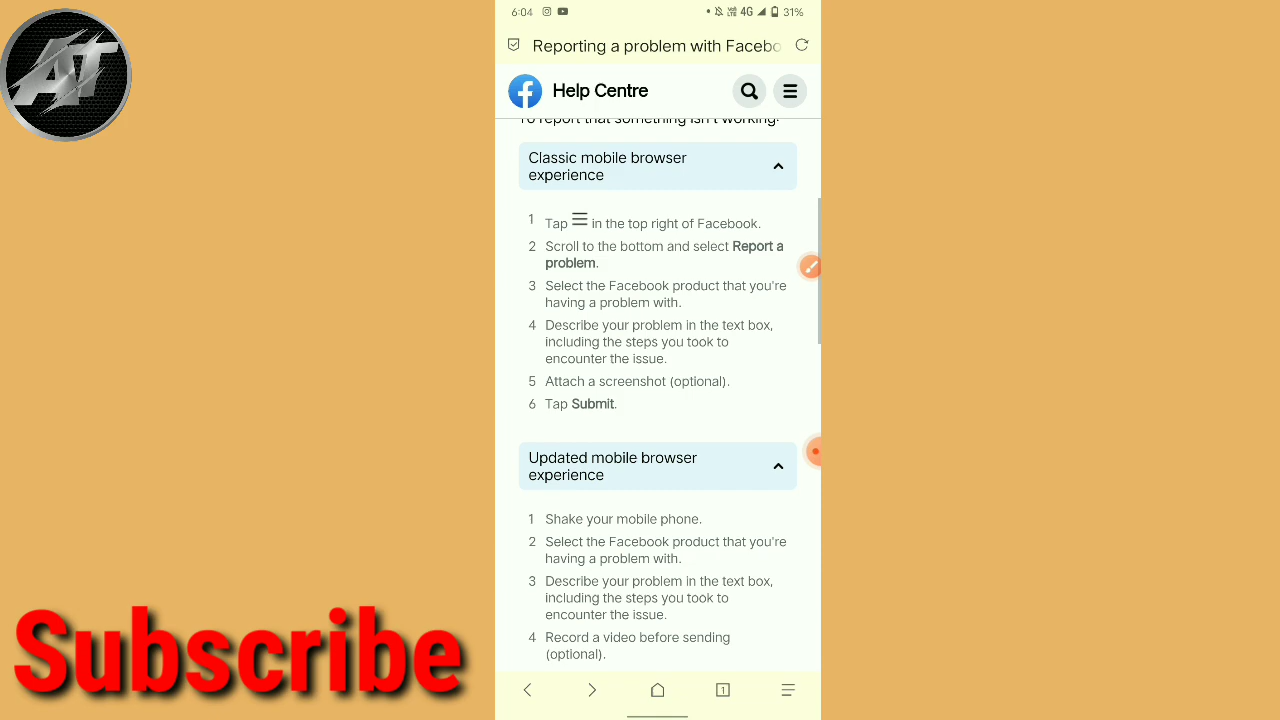 AT
6:04 4G 31%
Reporting a problem with Facebo
Help Centre
To report that something isn't working:
Classic mobile browser
experience
1 Tap in the top right of Facebook.
2 Scroll to the bottom and select Report a
problem.
3 Select the Facebook product that you're
having a problem with.
4 Describe your problem in the text box,
including the steps you took to
encounter the issue.
5 Attach a screenshot (optional).
6 Tap Submit.
Updated mobile browser
experience
1 Shake your mobile phone.
2 Select the Facebook product that you're
having a problem with.
3 Describe your problem in the text box,
including the steps you took to
encounter the issue.
4 Record a video before sending
(optional).
1
Subscribe